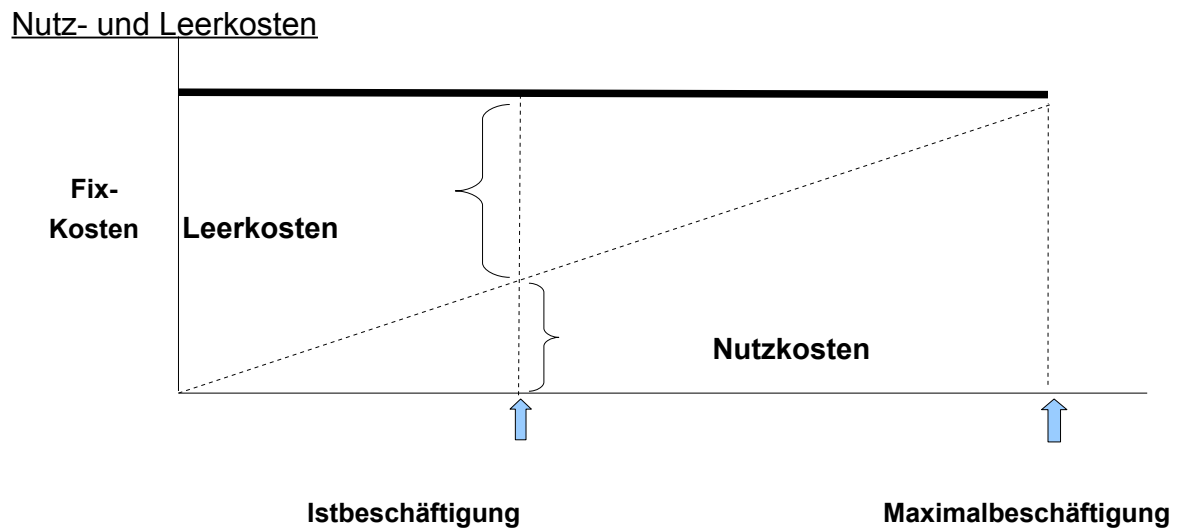 Nutz- und Leerkosten
Fix-
Kosten
Leerkosten
Nutzkosten
Istbeschäftigung
Maximalbeschäftigung